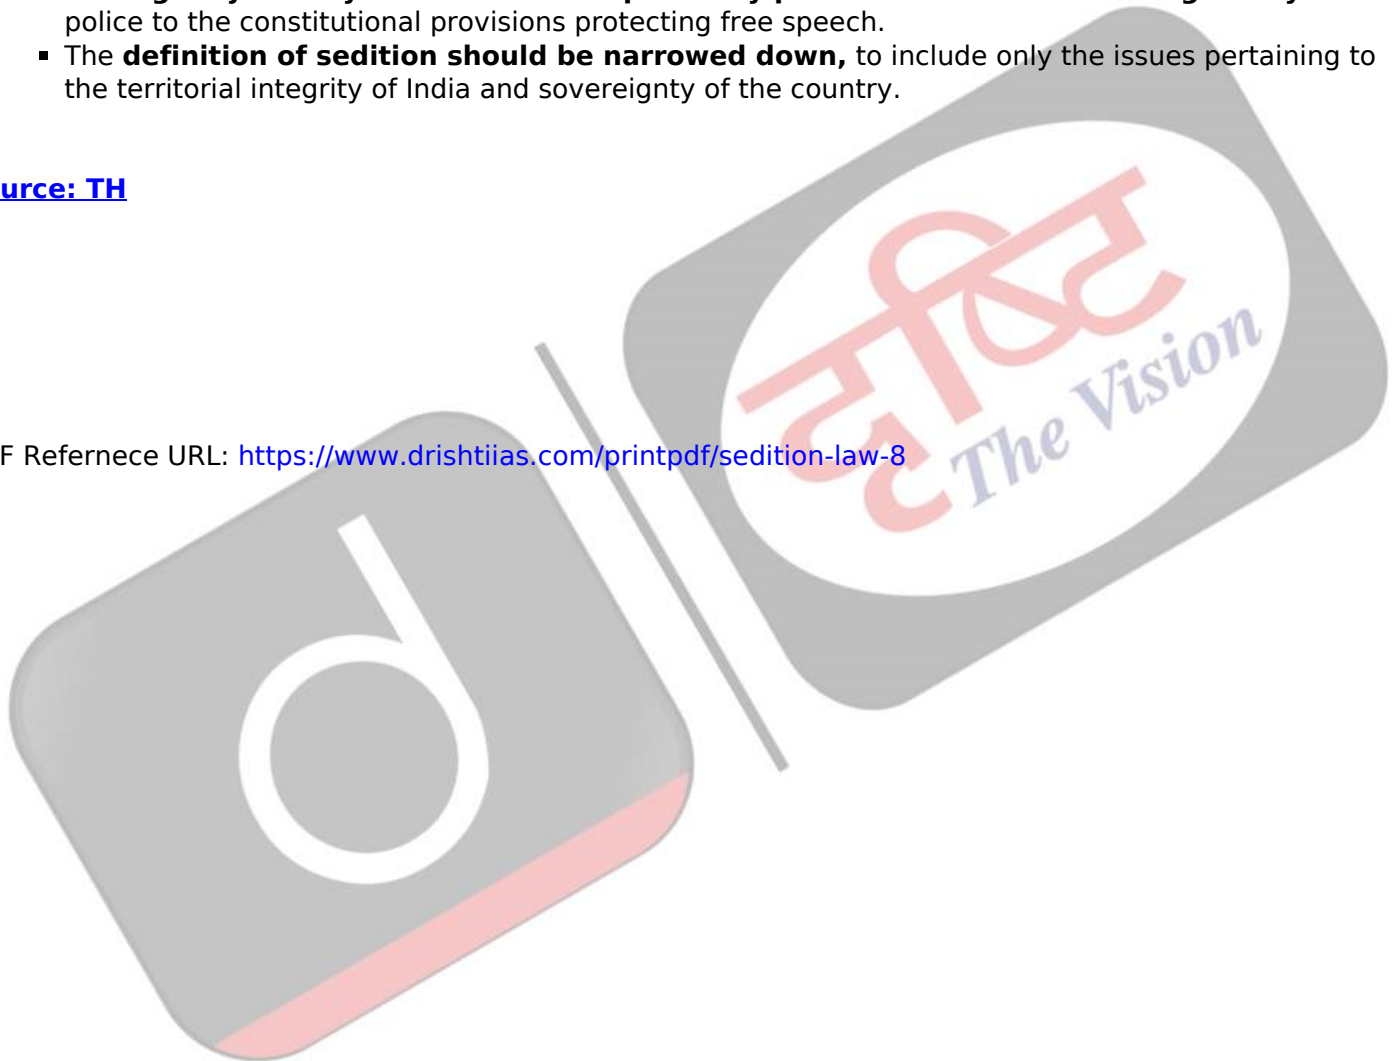 police to the constitutional provisions protecting free speech.
▪ The definition of sedition should be narrowed down, to include only the issues pertaining to
the territorial integrity of India and sovereignty of the country.
urce: TH
F Refernece URL: https://www.drishtiias.com/printpdf/sedition-law-8
दृष्टि
The Vision
d